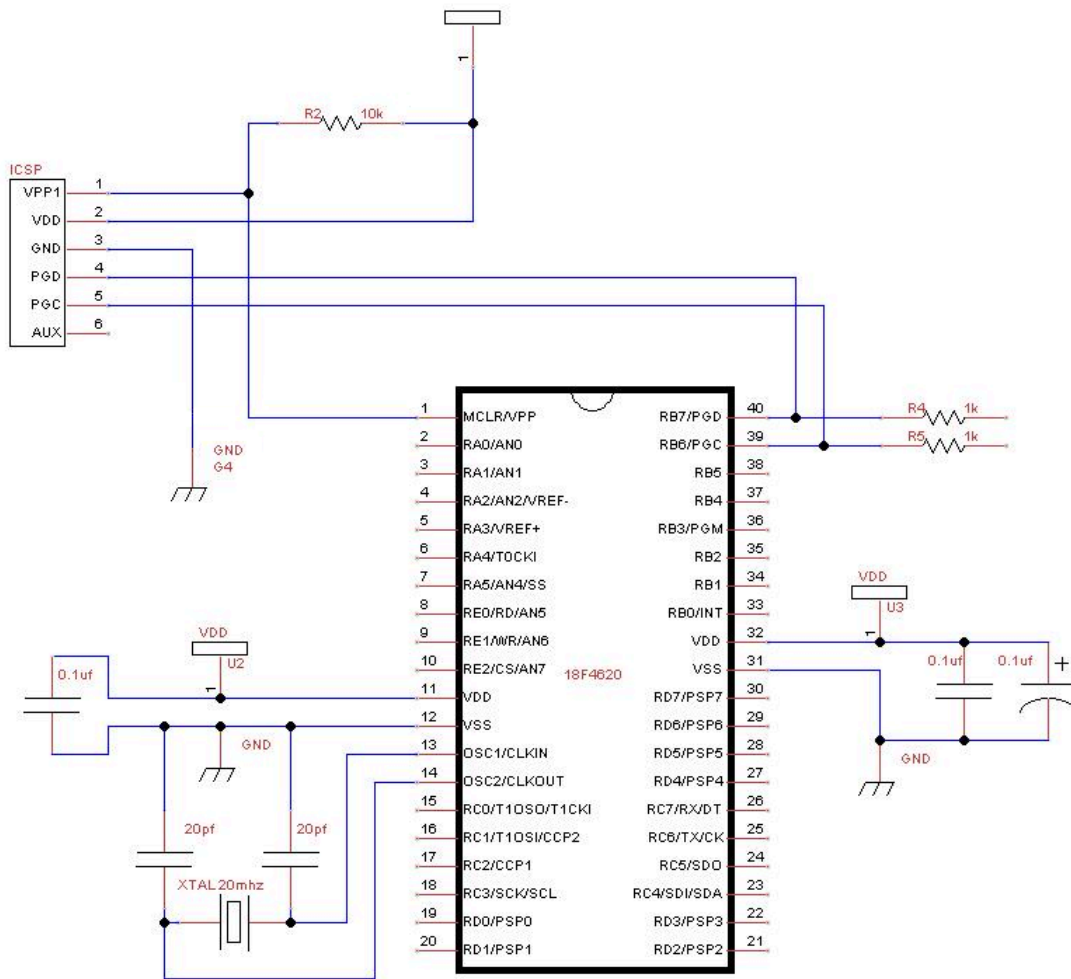 1
R2 10k
ICSP
VPP1 1
VDD 2
GND 3
PGD 4
PGC 5
AUX 6
GND
G4
1 MCLR/VPP RB7/PGD 40 R4 1k
2 RA0/AN0 RB6/PGC 39 R5 1k
3 RA1/AN1 RB5 38
4 RA2/AN2/VREF- RB4 37
5 RA3/VREF+ RB3/PGM 36
6 RA4/TOCKI RB2 35
7 RA5/AN4/SS RB1 34
8 RE0/RD/AN5 RB0/INT 33
9 RE1/WR/AN6 VDD 32
10 RE2/CS/AN7 18F4620 VSS 31
11 VDD RD7/PSP7 30
12 VSS RD6/PSP6 29
13 OSC1/CLKIN RD5/PSP5 28
14 OSC2/CLKOUT RD4/PSP4 27
15 RC0/T1OSO/T1CKI RC7/RX/DT 26
16 RC1/T1OSI/CCP2 RC6/TX/CK 25
17 RC2/CCP1 RC5/SDO 24
18 RC3/SCK/SCL RC4/SDI/SDA 23
19 RD0/PSP0 RD3/PSP3 22
20 RD1/PSP1 RD2/PSP2 21
VDD
U3
1
0.1uf 0.1uf +
GND
VDD
U2
0.1uf
1
GND
20pf 20pf
XTAL20mhz